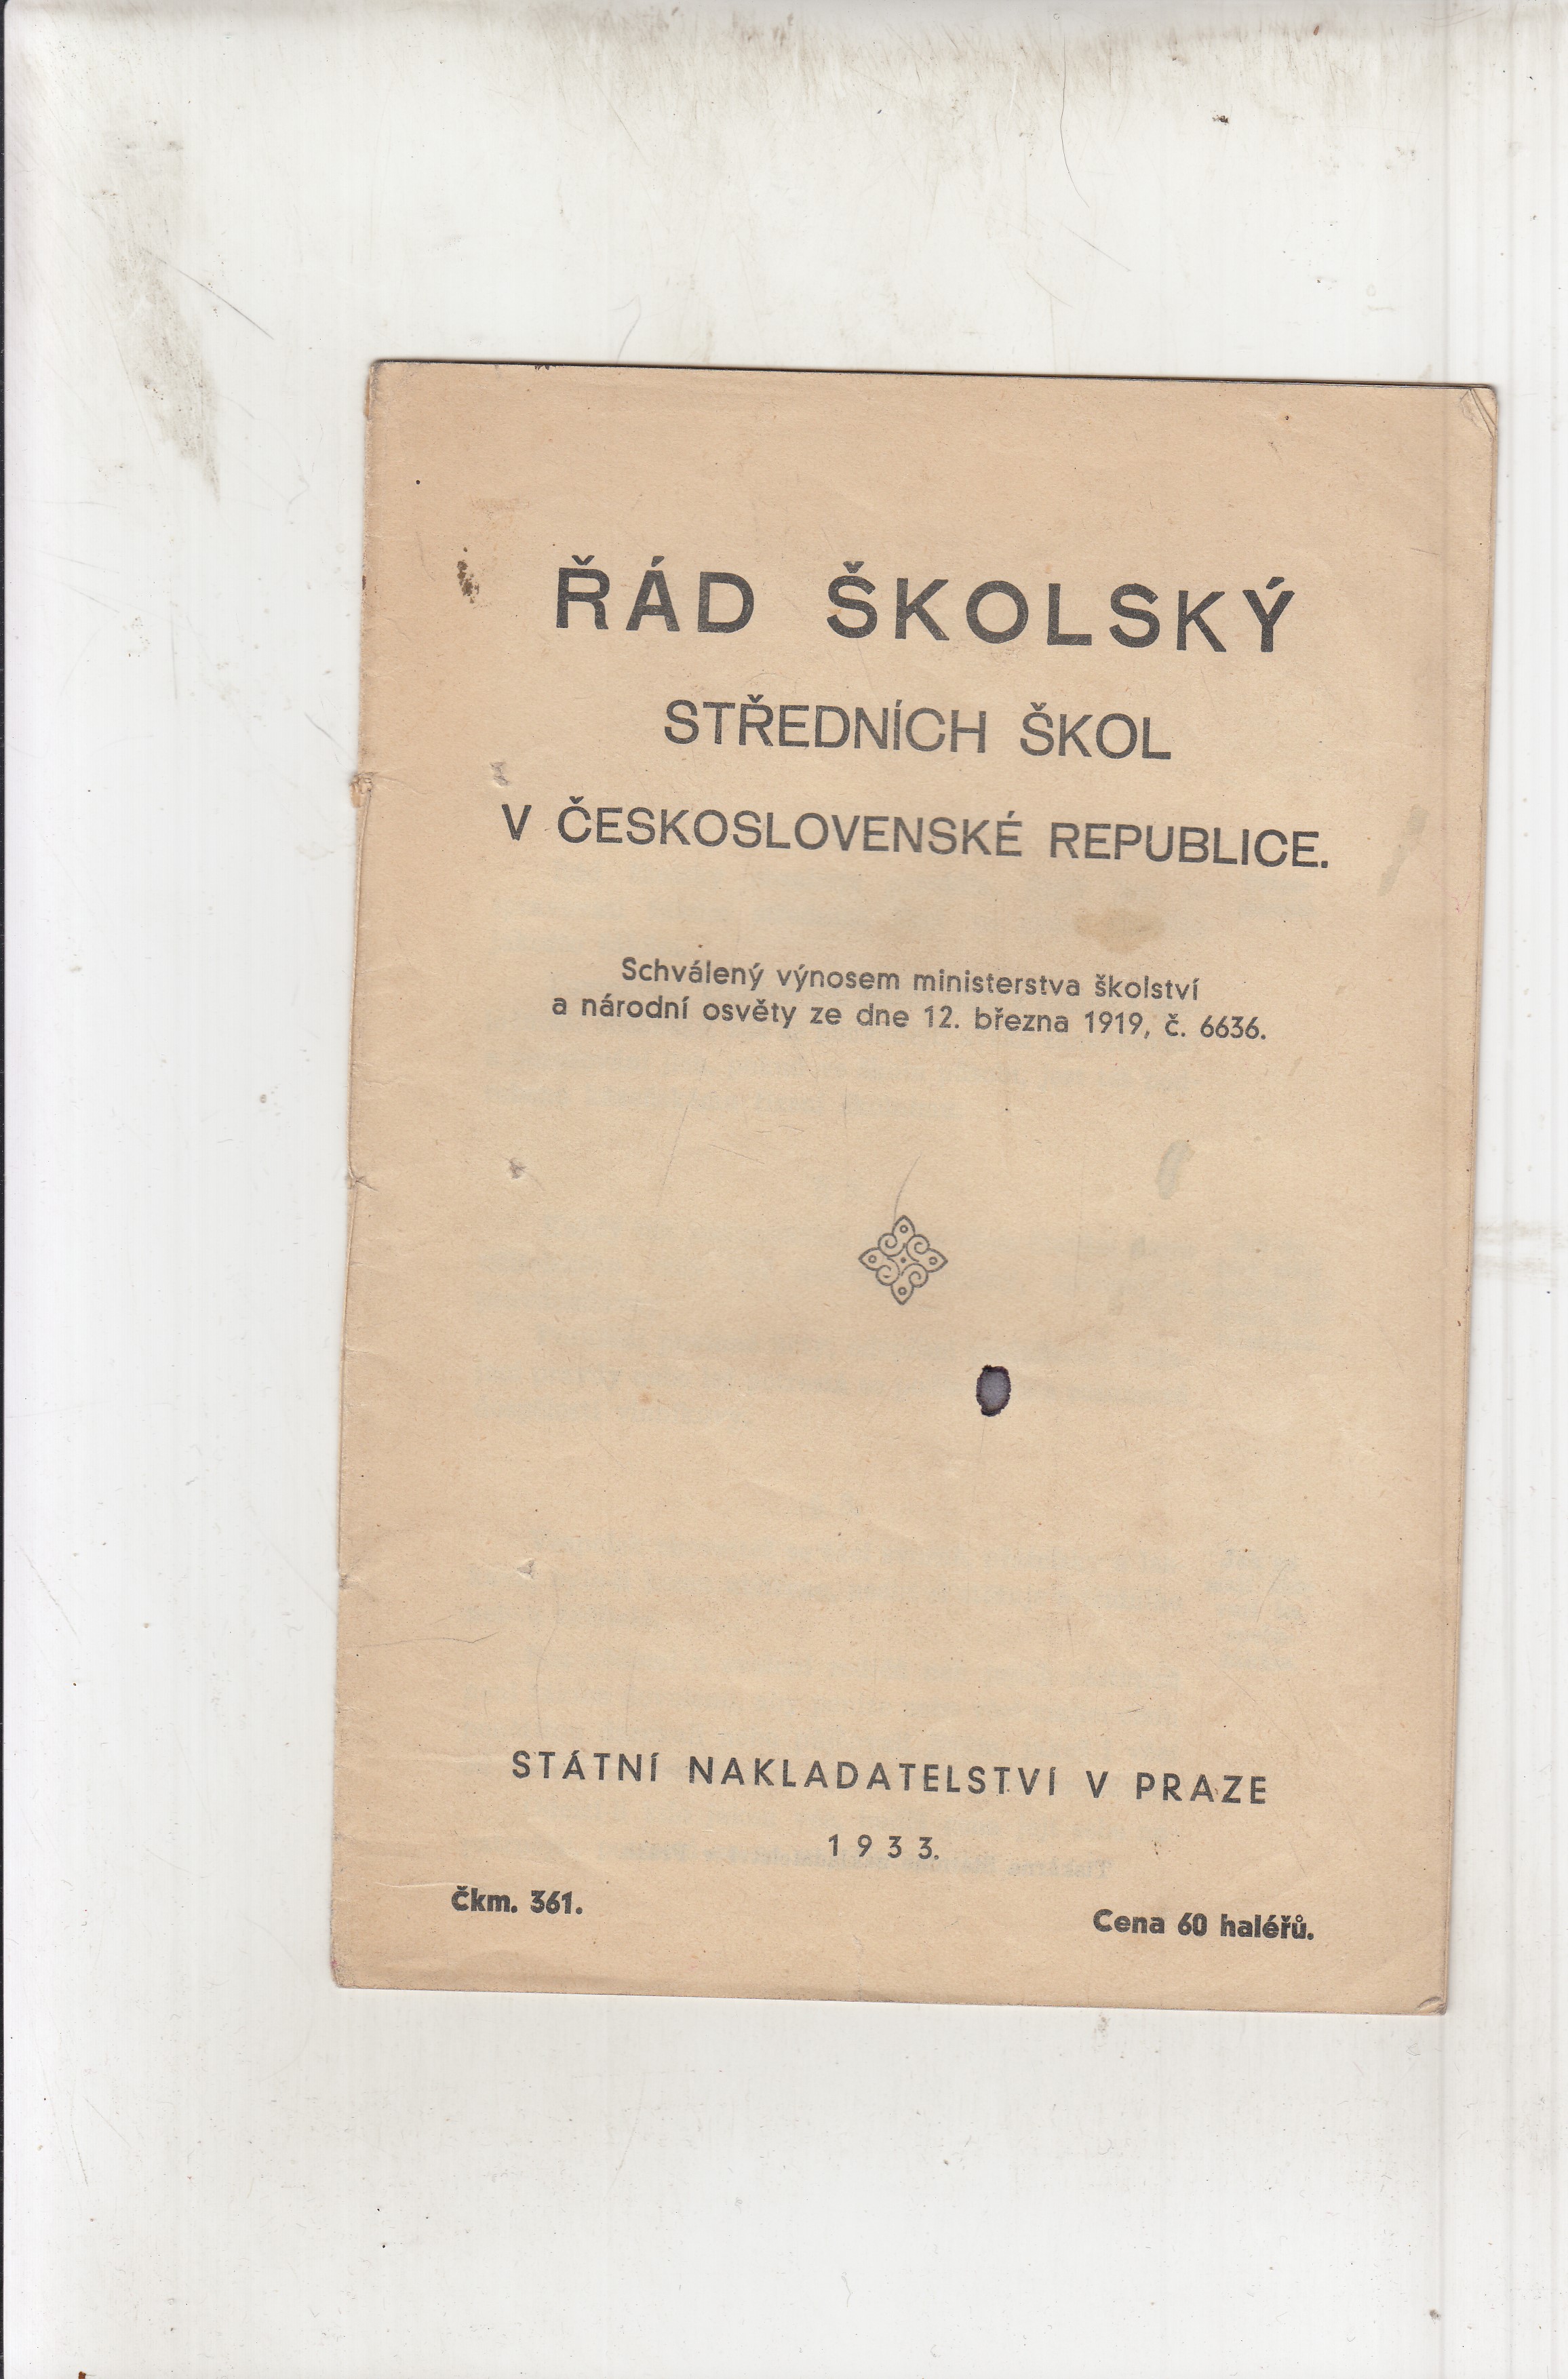 ŘÁD ŠKOLSKÝ
STŘEDNÍCH ŠKOL
V ČESKOSLOVENSKÉ REPUBLICE.
Schválený výnosem ministerstva školství
a národní osvěty ze dne 12. března 1919, č. 6636.
STÁTNÍ NAKLADATELSTVÍ V PRAZE
1933.
Čkm. 361.
Cena 60 haléřů.